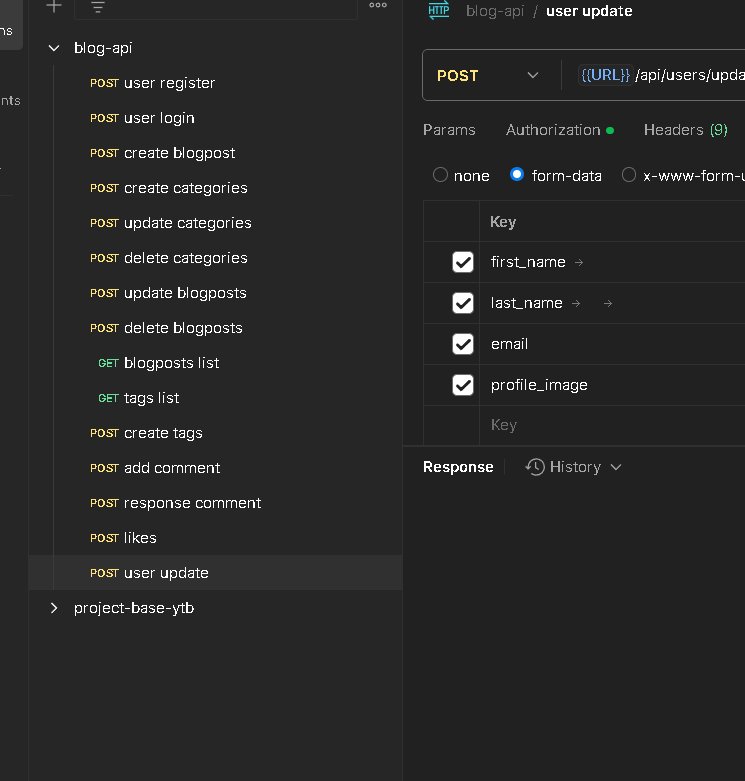 ns
nts
blog-api
POST user register
POST user login
POST create blogpost
POST create categories
POST update categories
POST delete categories
POST update blogposts
POST delete blogposts
GET blogposts list
GET tags list
POST create tags
POST add comment
POST response comment
POST likes
POST user update
project-base-ytb
HTTP blog-api / user update
POST {{URL}} /api/users/upda
Params Authorization Headers (9)
none form-data x-www-form-u
Key
first_name →
last_name → →
email
profile_image
Key
Response History